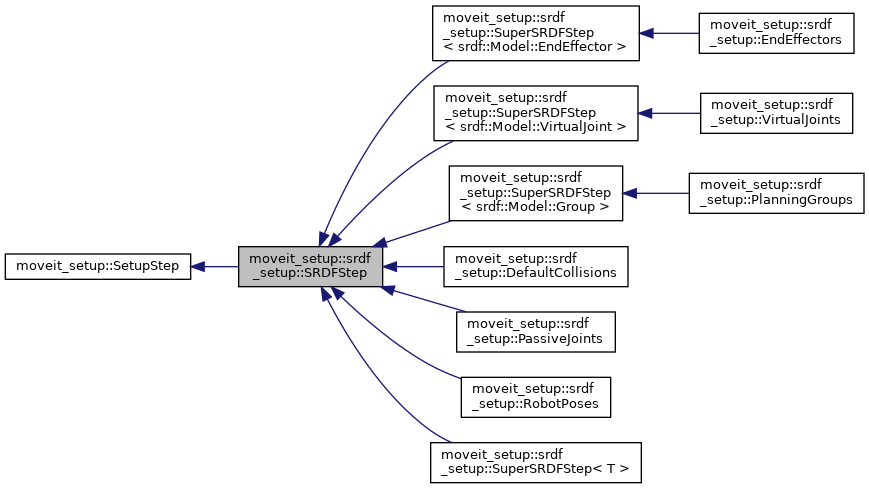 moveit_setup::srdf
_setup::SuperSRDFStep
< srdf::Model::EndEffector >
moveit_setup::srdf
_setup::EndEffectors
moveit_setup::srdf
_setup::SuperSRDFStep
< srdf::Model::VirtualJoint >
moveit_setup::srdf
_setup::VirtualJoints
moveit_setup::srdf
_setup::SuperSRDFStep
< srdf::Model::Group >
moveit_setup::srdf
_setup::PlanningGroups
moveit_setup::SetupStep
moveit_setup::srdf
_setup::SRDFStep
moveit_setup::srdf
_setup::DefaultCollisions
moveit_setup::srdf
_setup::PassiveJoints
moveit_setup::srdf
_setup::RobotPoses
moveit_setup::srdf
_setup::SuperSRDFStep< T >